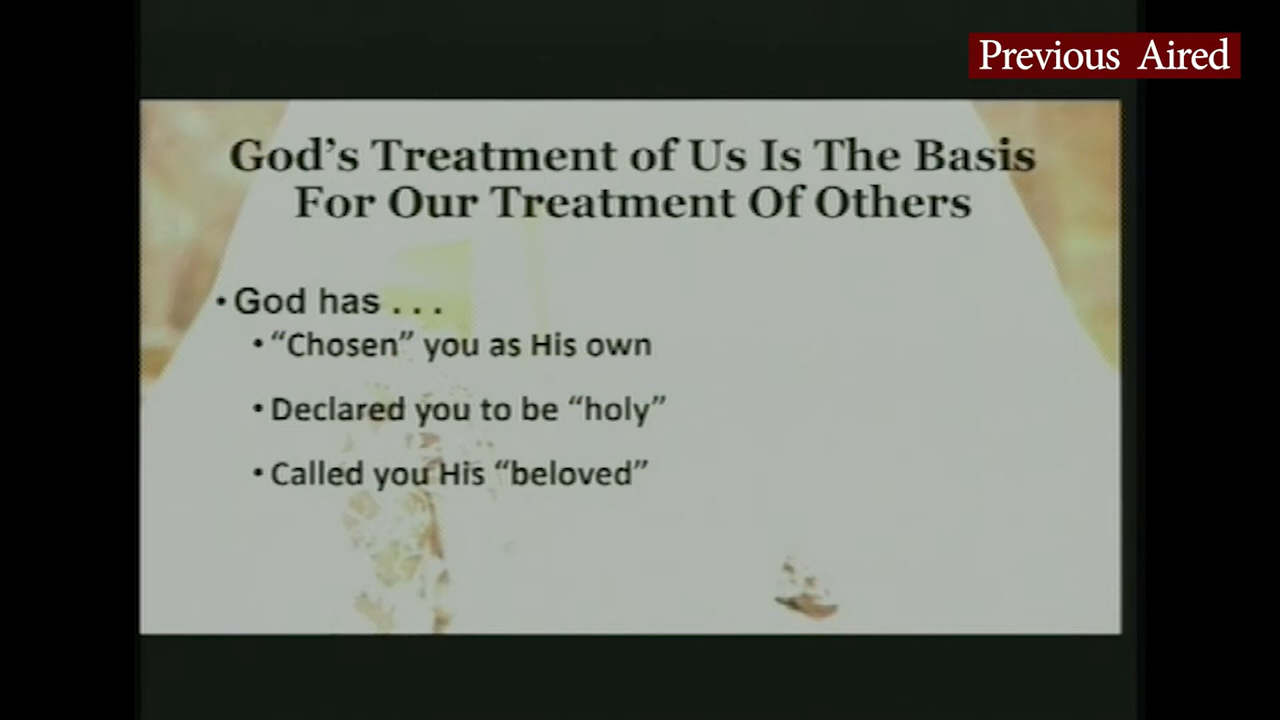 Previous Aired
God’s Treatment of Us Is The Basis
For Our Treatment Of Others
• God has . . .
• “Chosen” you as His own
• Declared you to be “holy”
• Called you His “beloved”